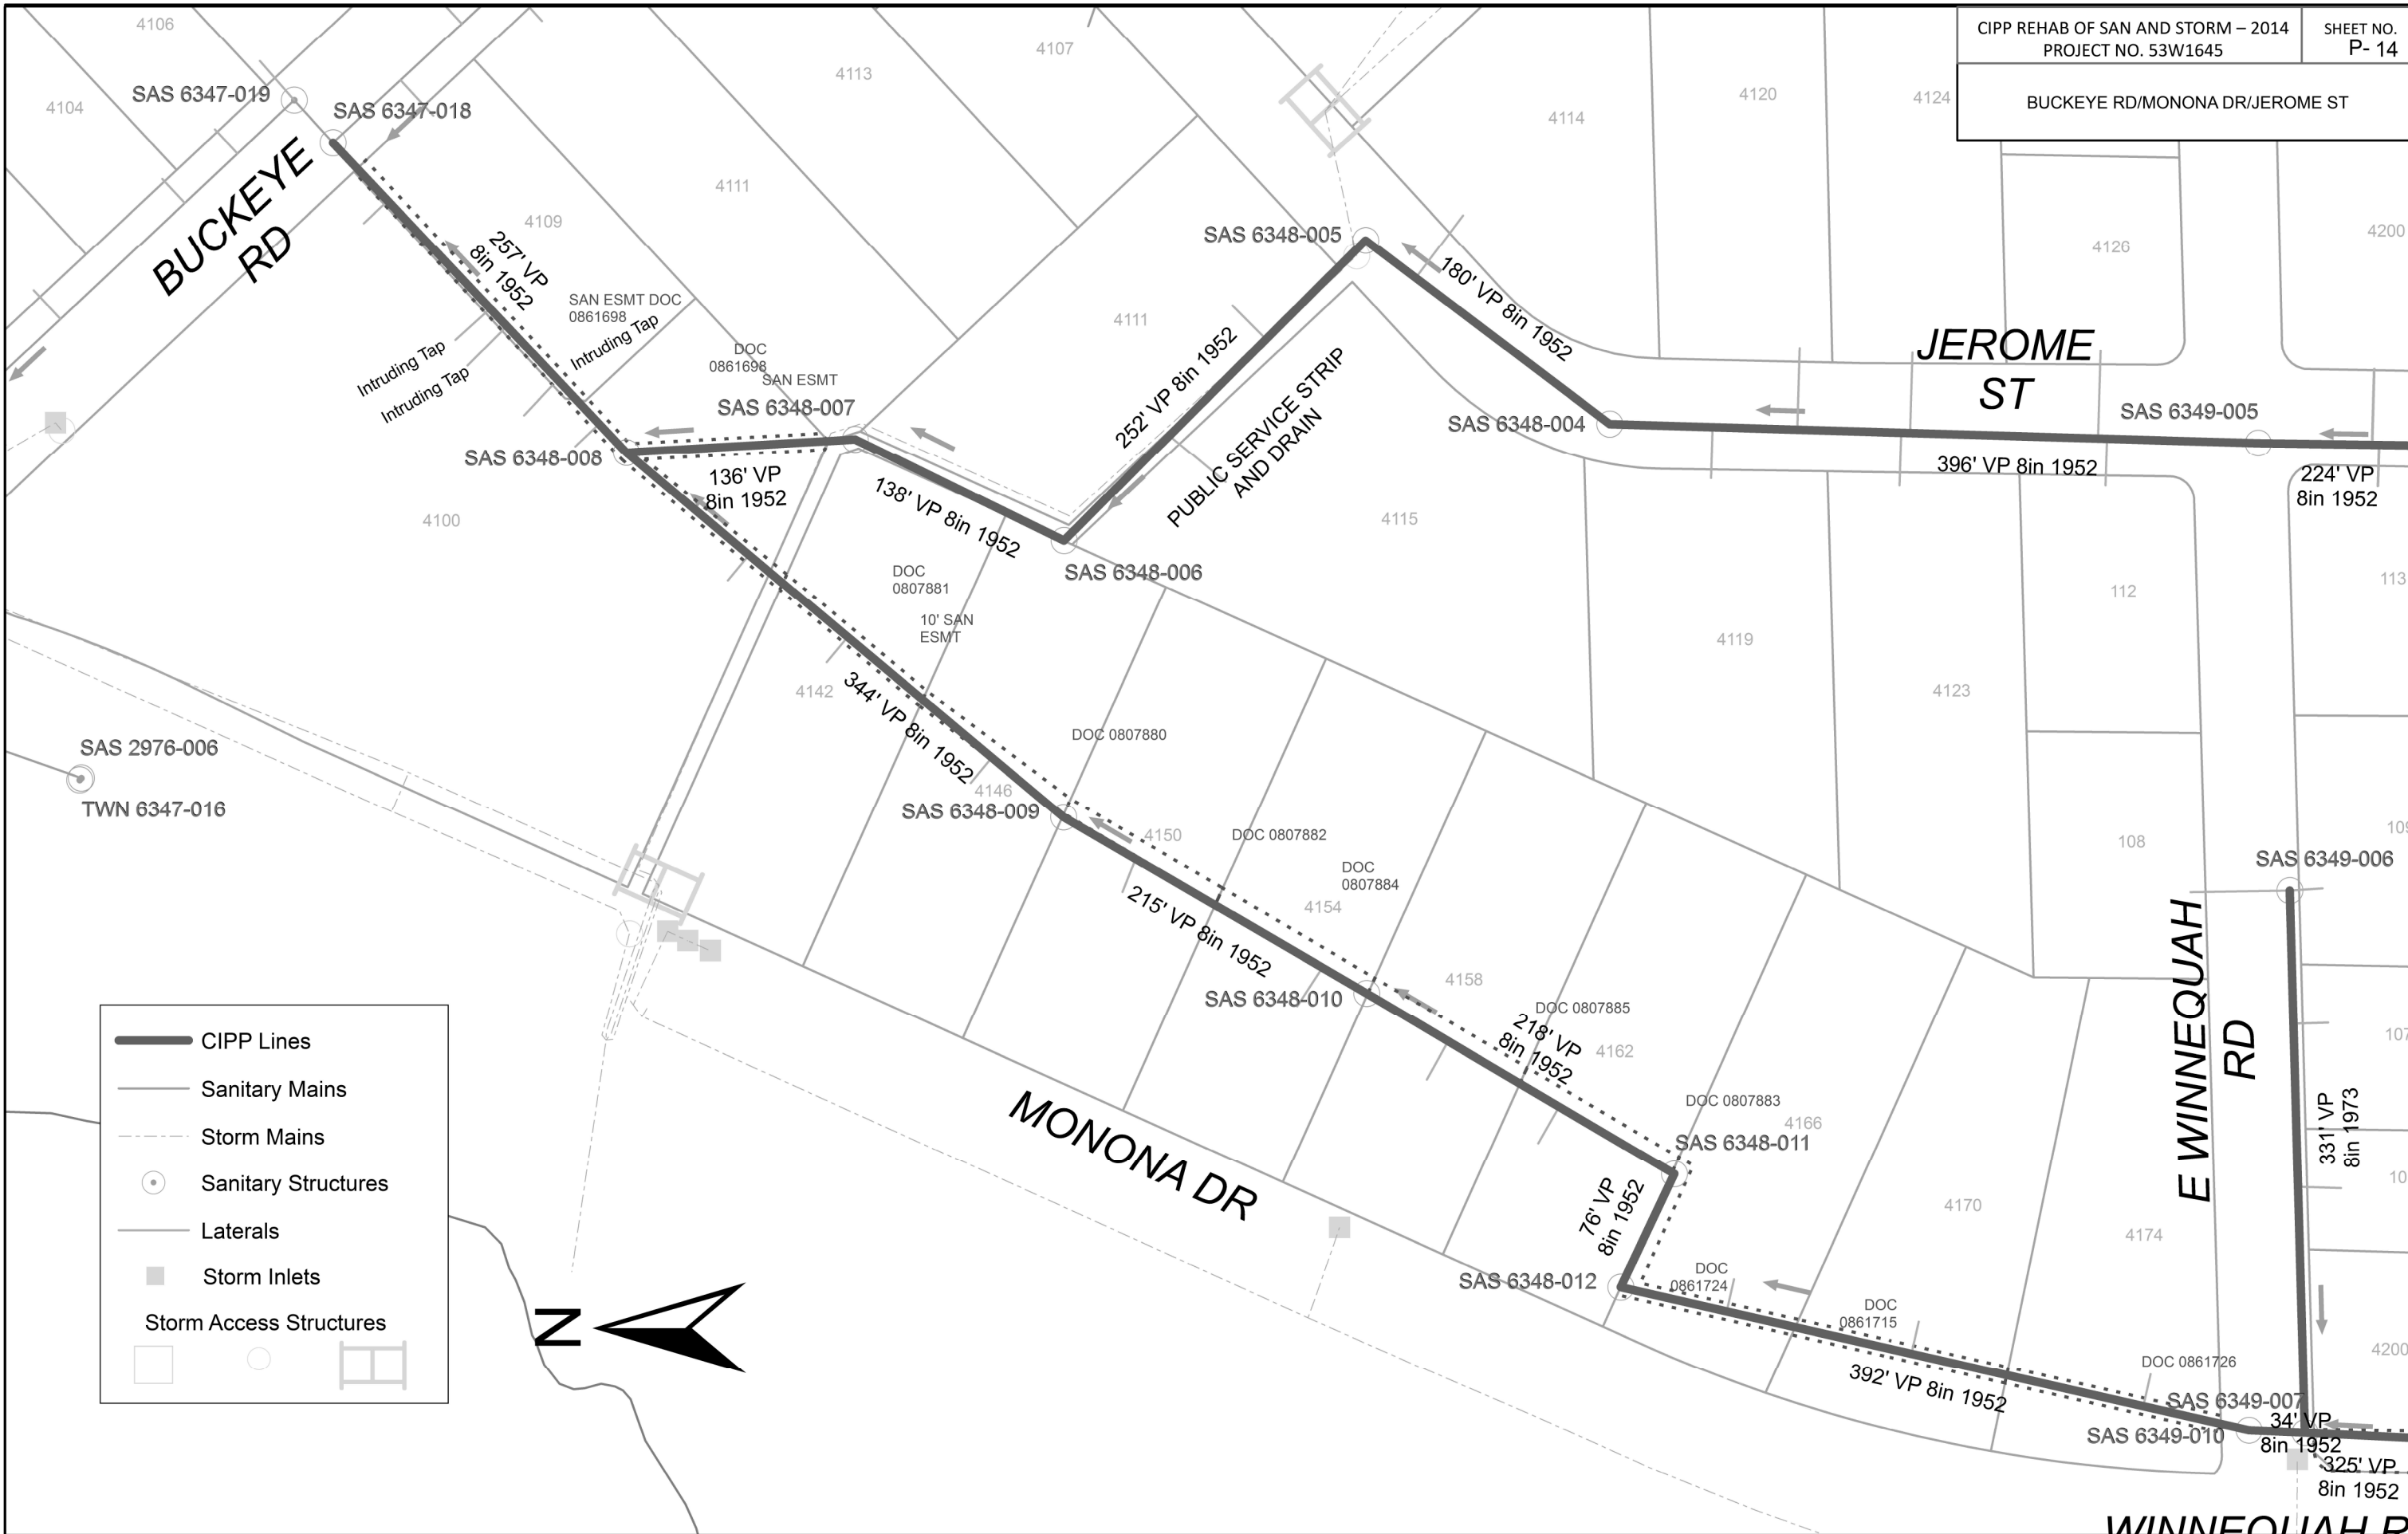 CIPP REHAB OF SAN AND STORM – 2014
PROJECT NO. 53W1645
SHEET NO.
P- 14
BUCKEYE RD/MONONA DR/JEROME ST
4106
4104
SAS 6347-019
SAS 6347-018
BUCKEYE
RD
4107
4113
4111
4109
4114
4120
4124
4126
4200
257' VP
8in 1952
SAN ESMT DOC
0861698
Intruding Tap
Intruding Tap
Intruding Tap
DOC
0861698
SAN ESMT
SAS 6348-007
SAS 6348-008
136' VP
8in 1952
138' VP 8in 1952
4111
252' VP 8in 1952
PUBLIC SERVICE STRIP
AND DRAIN
SAS 6348-005
180' VP 8in 1952
SAS 6348-004
JEROME
ST
SAS 6349-005
396' VP 8in 1952
224' VP
8in 1952
4100
4115
SAS 6348-006
DOC
0807881
10' SAN
ESMT
4142
344' VP 8in 1952
4119
4123
112
113
108
SAS 2976-006
TWN 6347-016
DOC 0807880
4146
SAS 6348-009
4150
DOC 0807882
DOC
0807884
4154
215' VP 8in 1952
SAS 6348-010
4158
DOC 0807885
218' VP
8in 1952
4162
SAS 6349-006
E WINNEQUAH
RD
331' VP
8in 1973
MONONA DR
DOC 0807883
4166
SAS 6348-011
76' VP
8in 1952
4170
4174
SAS 6348-012
DOC
0861724
DOC
0861715
DOC 0861726
392' VP 8in 1952
SAS 6349-007
SAS 6349-010
34' VP
8in 1952
325' VP
8in 1952
4200
CIPP Lines
Sanitary Mains
Storm Mains
Sanitary Structures
Laterals
Storm Inlets
Storm Access Structures
N
WINNEQUAH